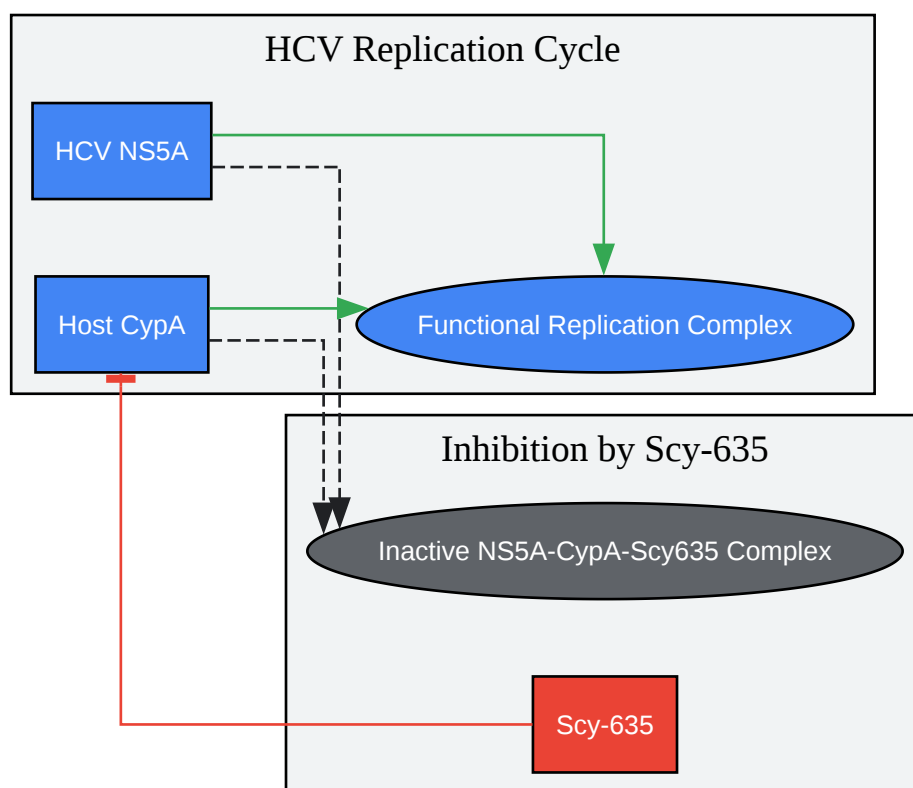 HCV Replication Cycle
HCV NS5A
Host CypA
Functional Replication Complex
Inhibition by Scy-635
Inactive NS5A-CypA-Scy635 Complex
Scy-635